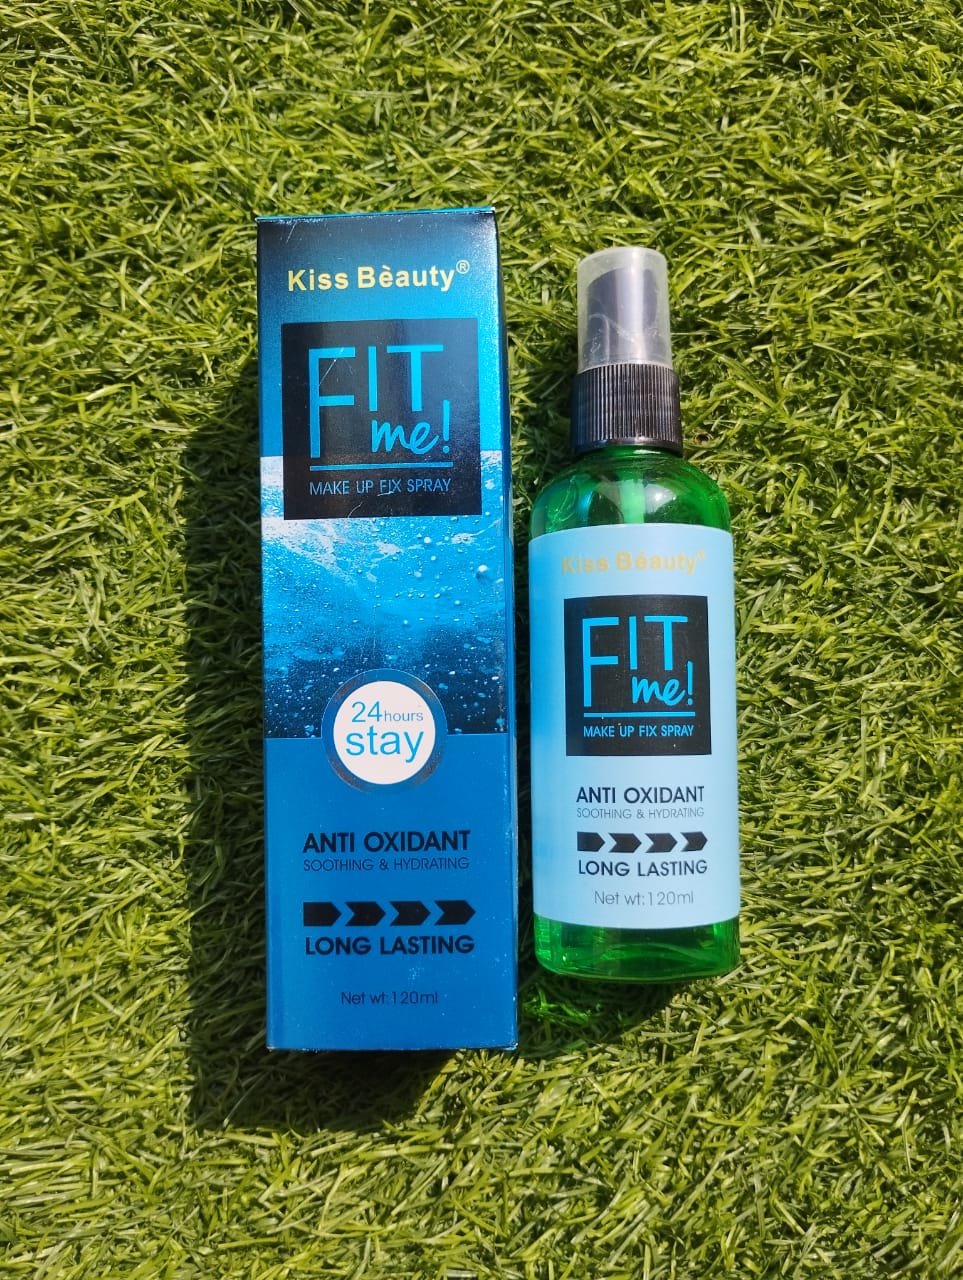 Kiss Bèauty®
FIT
me!
MAKE UP FIX SPRAY
24hours
stay
ANTI OXIDANT
SOOTHING & HYDRATING
LONG LASTING
Net wt:120ml
Kiss Bèauty®
FIT
me!
MAKE UP FIX SPRAY
ANTI OXIDANT
SOOTHING & HYDRATING
LONG LASTING
Net wt:120ml